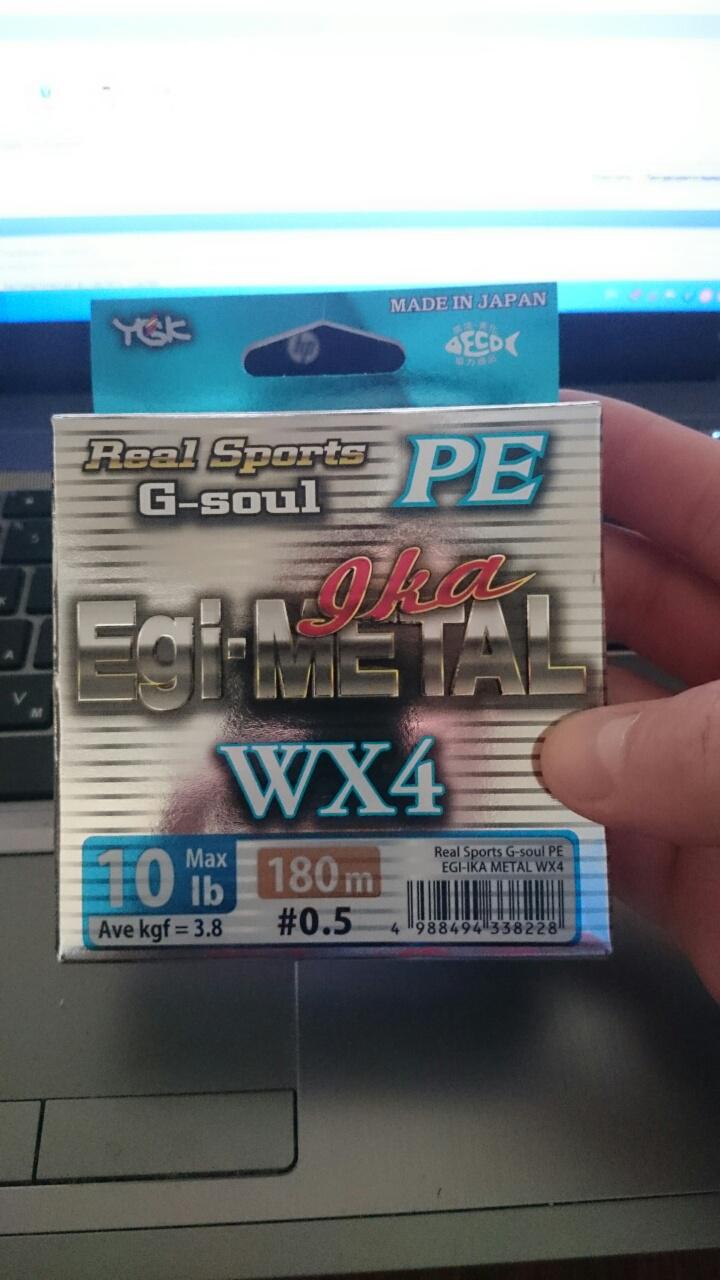 MADE IN JAPAN
YGK
hp
ECO
Real Sports
G-soul
PE
Ika
Egi-METAL
WX4
10 Max lb
Ave kgf = 3.8
180m
#0.5
Real Sports G-soul PE
EGI-IKA METAL WX4
4 988494 338228